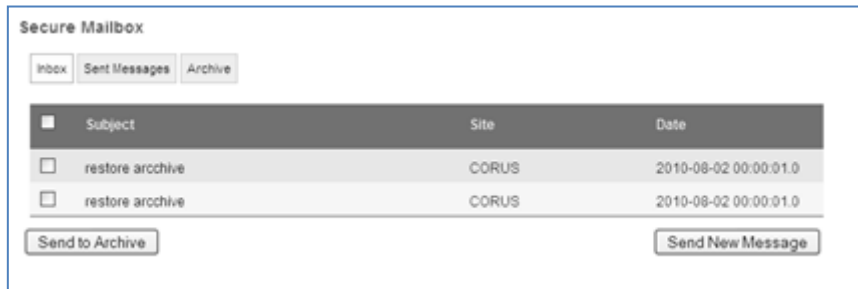 Secure Mailbox
Inbox Sent Messages Archive
Subject Site Date
restore arcchive CORUS 2010-08-02 00:00:01.0
restore arcchive CORUS 2010-08-02 00:00:01.0
Send to Archive Send New Message